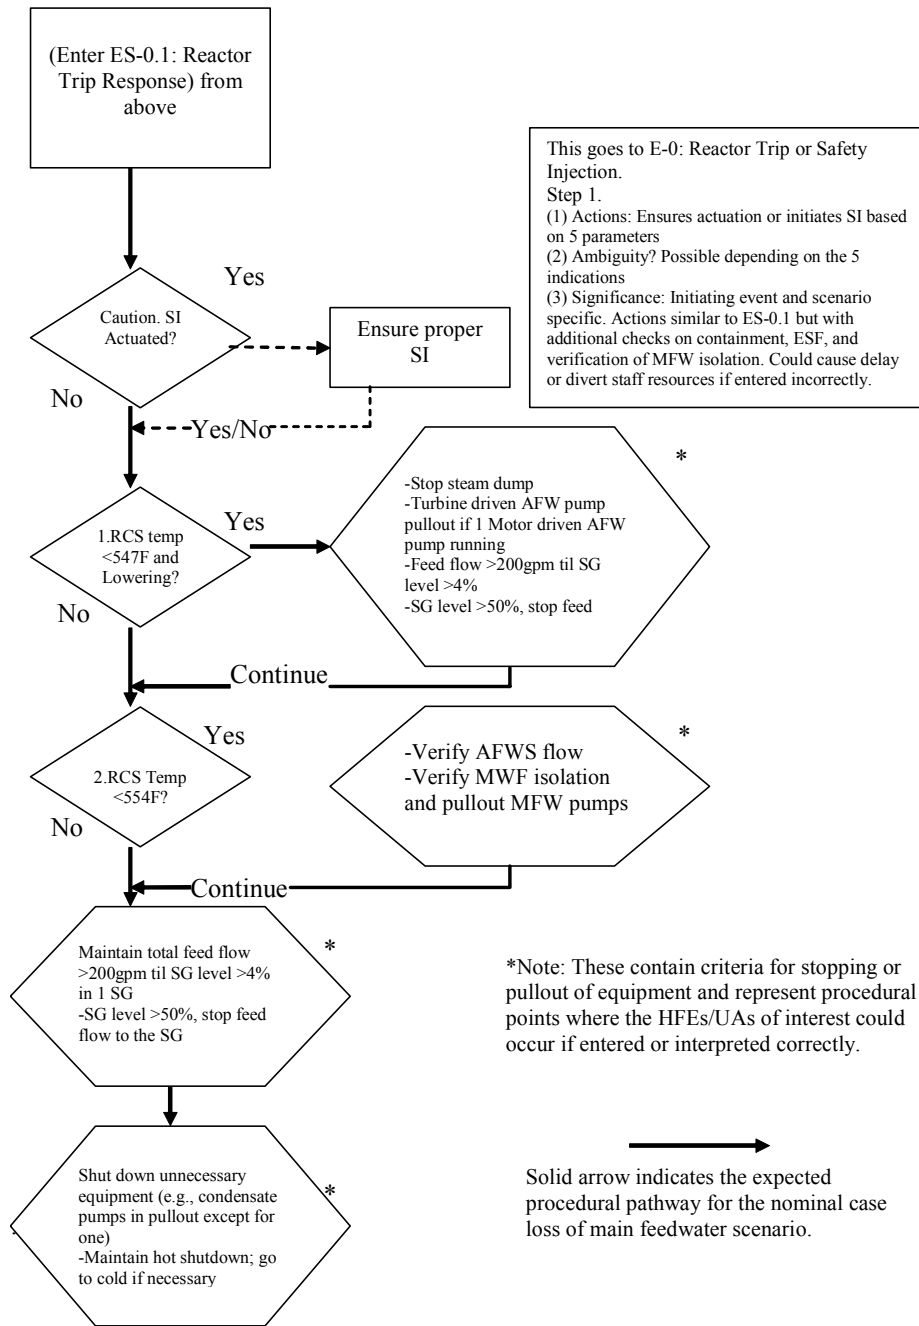 (Enter ES-0.1: Reactor
Trip Response) from
above
This goes to E-0: Reactor Trip or Safety
Injection.
Step 1.
(1) Actions: Ensures actuation or initiates SI based
on 5 parameters
(2) Ambiguity? Possible depending on the 5
indications
(3) Significance: Initiating event and scenario
specific. Actions similar to ES-0.1 but with
additional checks on containment, ESF, and
verification of MFW isolation. Could cause delay
or divert staff resources if entered incorrectly.
Yes
Caution. SI
Actuated?
Ensure proper
SI
No
Yes/No
*
1.RCS temp
<547F and
Lowering?
Yes
-Stop steam dump
-Turbine driven AFW pump
pullout if 1 Motor driven AFW
pump running
-Feed flow >200gpm til SG
level >4%
-SG level >50%, stop feed
No
Continue
Yes
*
2.RCS Temp
<554F?
-Verify AFWS flow
-Verify MWF isolation
and pullout MFW pumps
No
Continue
*
Maintain total feed flow
>200gpm til SG level >4%
in 1 SG
-SG level >50%, stop feed
flow to the SG
*Note: These contain criteria for stopping or
pullout of equipment and represent procedural
points where the HFEs/UAs of interest could
occur if entered or interpreted correctly.
*
Shut down unnecessary
equipment (e.g., condensate
pumps in pullout except for
one)
-Maintain hot shutdown; go
to cold if necessary
Solid arrow indicates the expected
procedural pathway for the nominal case
loss of main feedwater scenario.